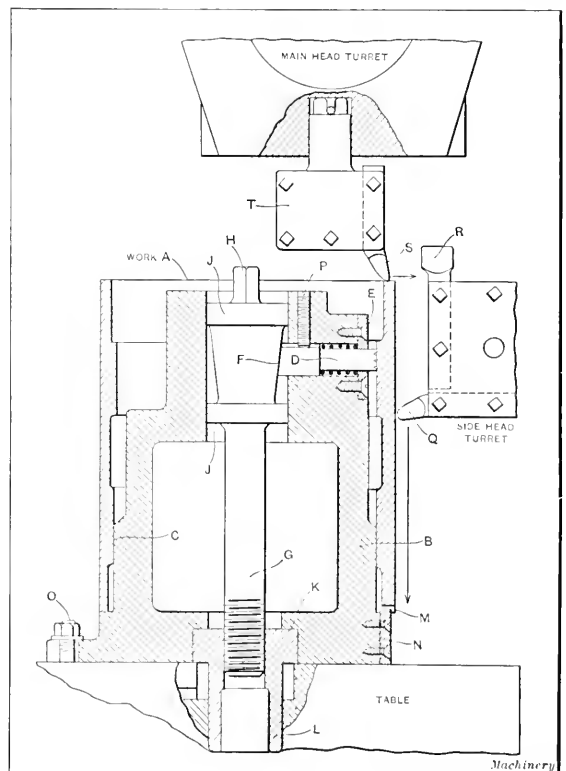 MAIN HEAD TURRET
T
H
J
WORK A
P
S
R
E
F
D
Q
SIDE HEAD
TURRET
J
C
B
G
K
O
M
N
TABLE
L
Machinery